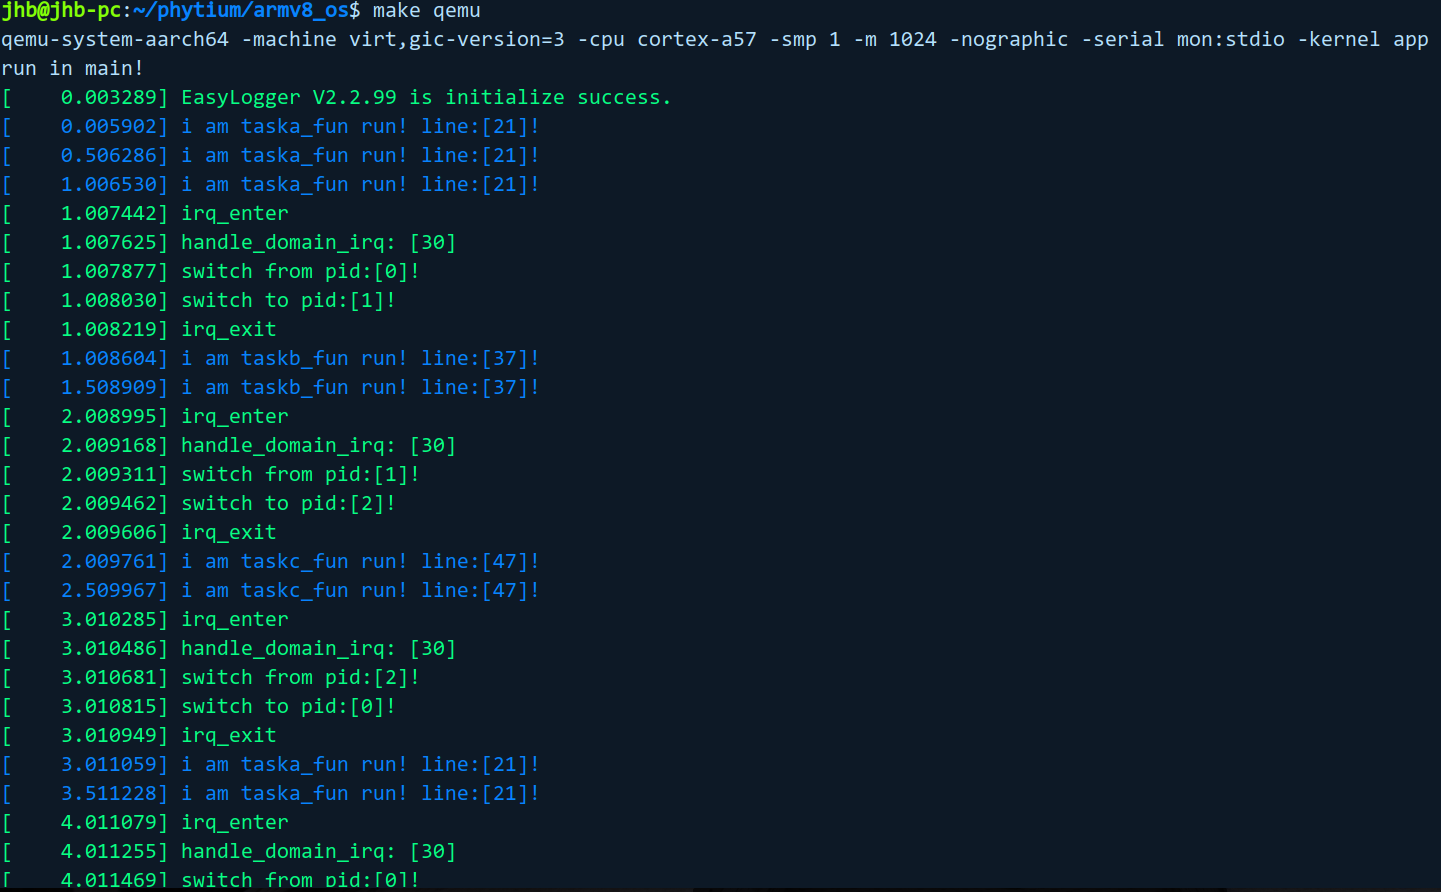 jhb@jhb-pc:~/phytium/armv8_os$ make qemu
qemu-system-aarch64 -machine virt,gic-version=3 -cpu cortex-a57 -smp 1 -m 1024 -nographic -serial mon:stdio -kernel app
run in main!
[    0.003289] EasyLogger V2.2.99 is initialize success.
[    0.005902] i am taska_fun run! line:[21]!
[    0.506286] i am taska_fun run! line:[21]!
[    1.006530] i am taska_fun run! line:[21]!
[    1.007442] irq_enter
[    1.007625] handle_domain_irq: [30]
[    1.007877] switch from pid:[0]!
[    1.008030] switch to pid:[1]!
[    1.008219] irq_exit
[    1.008604] i am taskb_fun run! line:[37]!
[    1.508909] i am taskb_fun run! line:[37]!
[    2.008995] irq_enter
[    2.009168] handle_domain_irq: [30]
[    2.009311] switch from pid:[1]!
[    2.009462] switch to pid:[2]!
[    2.009606] irq_exit
[    2.009761] i am taskc_fun run! line:[47]!
[    2.509967] i am taskc_fun run! line:[47]!
[    3.010285] irq_enter
[    3.010486] handle_domain_irq: [30]
[    3.010681] switch from pid:[2]!
[    3.010815] switch to pid:[0]!
[    3.010949] irq_exit
[    3.011059] i am taska_fun run! line:[21]!
[    3.511228] i am taska_fun run! line:[21]!
[    4.011079] irq_enter
[    4.011255] handle_domain_irq: [30]
[    4.011469] switch from pid:[0]!